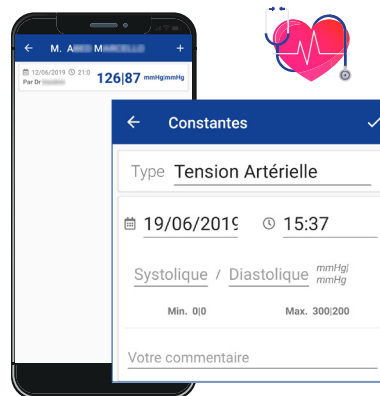 M. A
M
12/06/2019 21:0
126|87 mmHg|mmHg
Par Dr
Constantes
Type Tension Artérielle
19/06/2019 15:37
Systolique / Diastolique mmHg|
mmHg
Min. 0|0 Max. 300|200
Votre commentaire